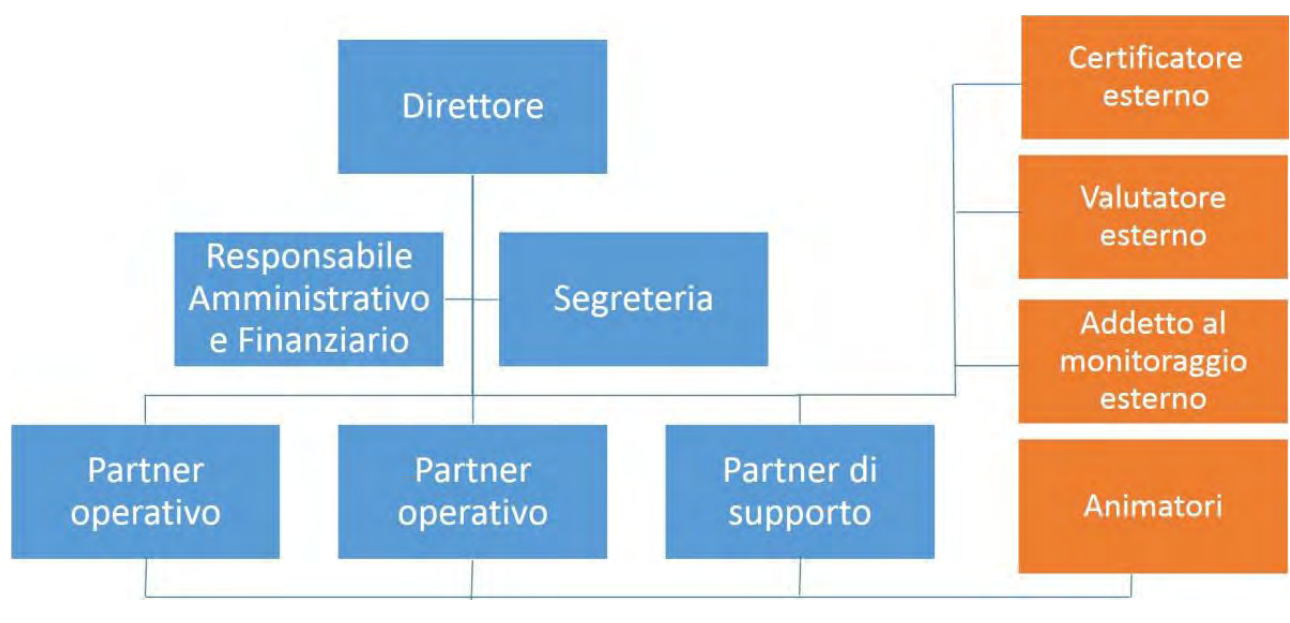 Direttore
Responsabile
Amministrativo
e Finanziario
Segreteria
Partner
operativo
Partner
operativo
Partner di
supporto
Certificatore
esterno
Valutatore
esterno
Addetto al
monitoraggio
esterno
Animatori